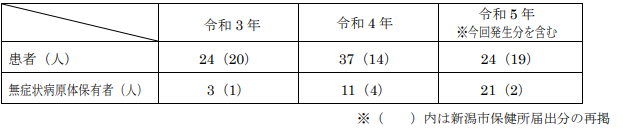 令和３年 令和４年 令和５年
※今回発生分を含む
患者（人） 24（20） 37（14） 24（19）
無症状病原体保有者（人） 3（1） 11（4） 21（2）
※（　　）内は新潟市保健所届出分の再掲